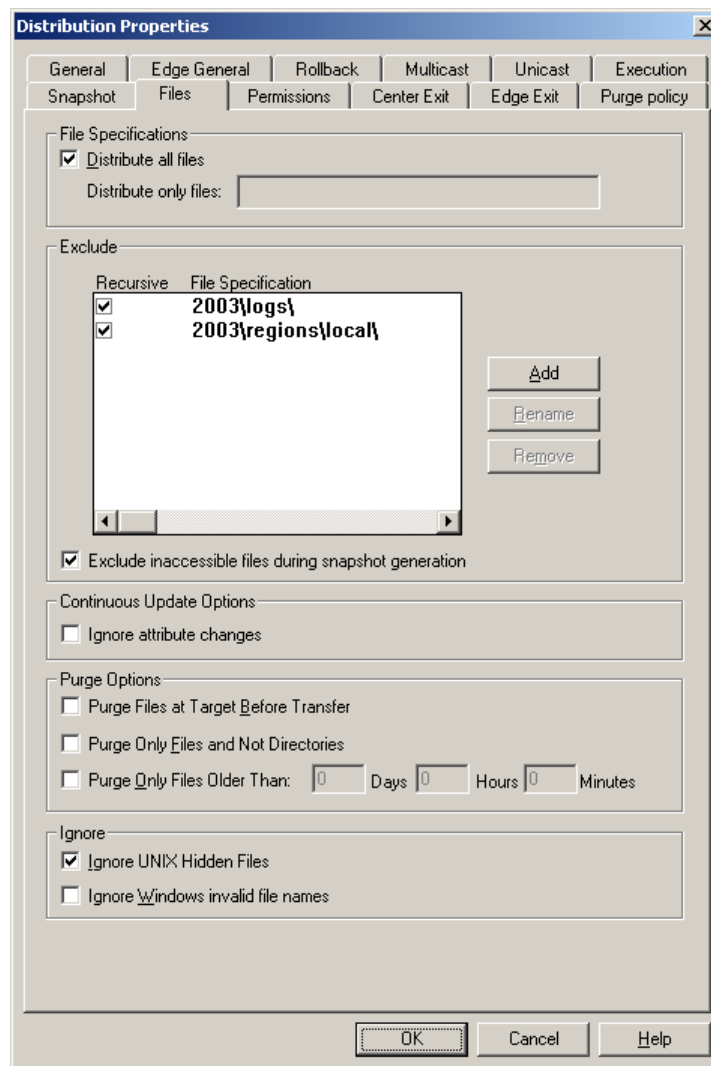 Distribution Properties
General Edge General Rollback Multicast Unicast Execution
Snapshot Files Permissions Center Exit Edge Exit Purge policy
File Specifications
Distribute all files
Distribute only files:
Exclude
Recursive File Specification
2003\logs\
2003\regions\local\
Add
Rename
Remove
Exclude inaccessible files during snapshot generation
Continuous Update Options
Ignore attribute changes
Purge Options
Purge Files at Target Before Transfer
Purge Only Files and Not Directories
Purge Only Files Older Than: 0 Days 0 Hours 0 Minutes
Ignore
Ignore UNIX Hidden Files
Ignore Windows invalid file names
OK Cancel Help